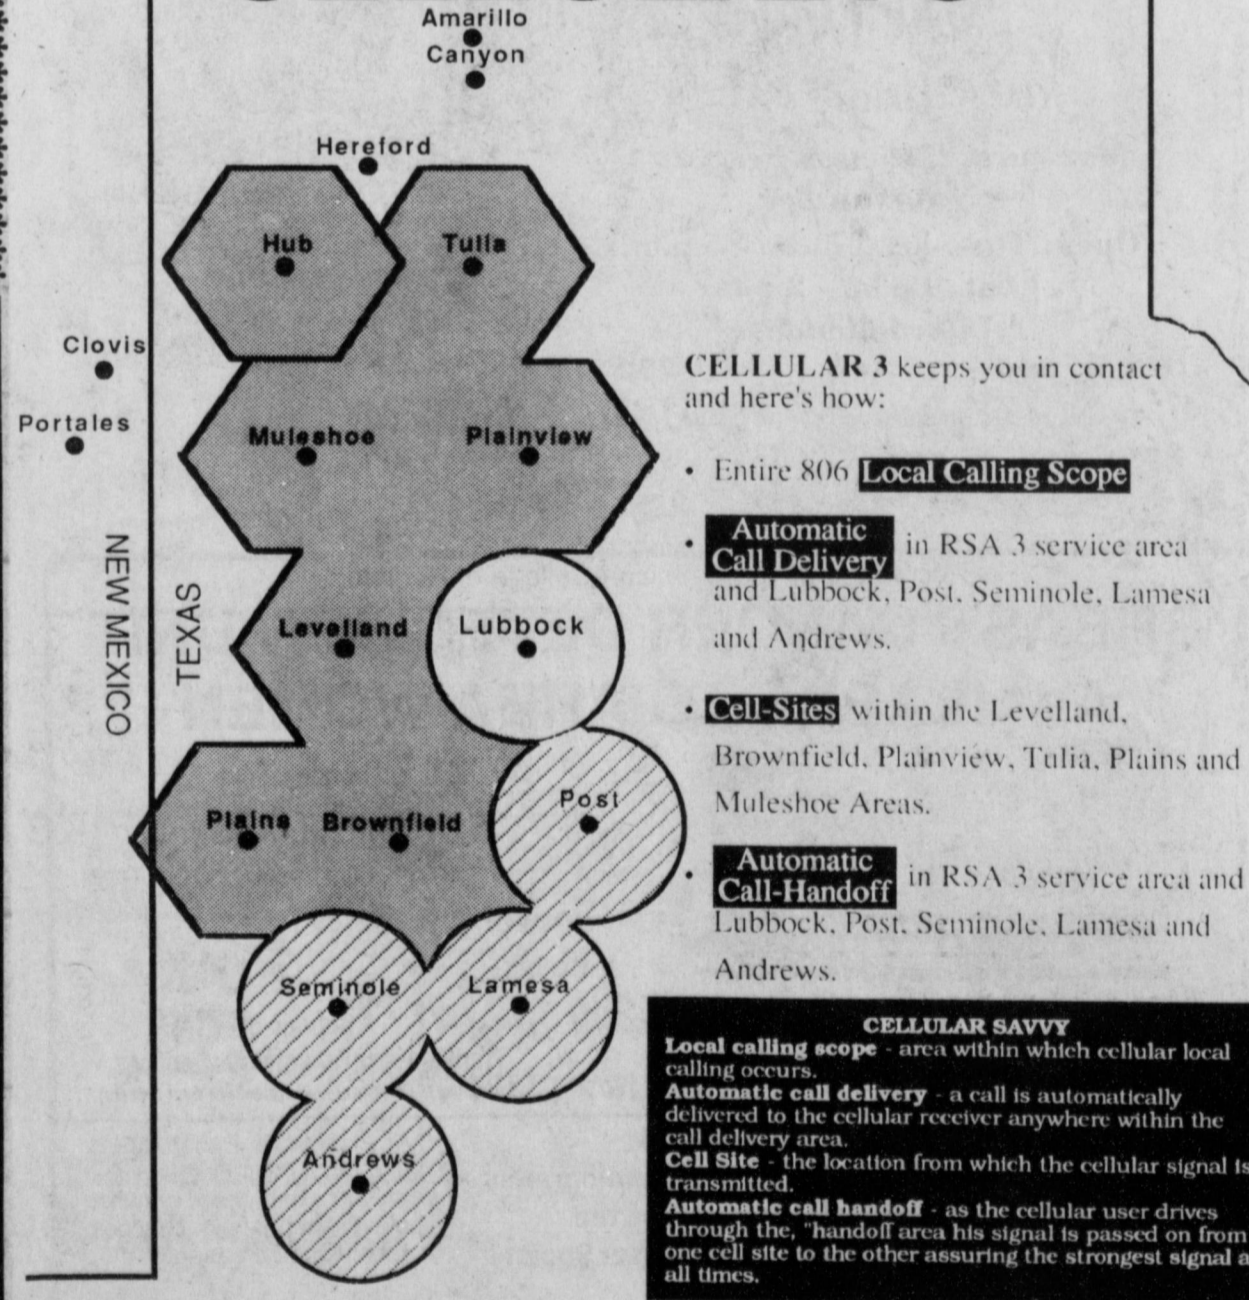 Amarillo
Canyon
Hereford
Hub
Tulia
Clovis
Portales
Muleshoe
Plainview
NEW MEXICO
TEXAS
Levelland
Lubbock
Plains
Brownfield
Post
Seminole
Lamesa
Andrews
CELLULAR 3 keeps you in contact
and here's how:
• Entire 806 Local Calling Scope
• Automatic
Call Delivery in RSA 3 service area
and Lubbock, Post, Seminole, Lamesa
and Andrews.
• Cell-Sites within the Levelland,
Brownfield, Plainview, Tulia, Plains and
Muleshoe Areas.
• Automatic
Call-Handoff in RSA 3 service area and
Lubbock, Post, Seminole, Lamesa and
Andrews.
CELLULAR SAVVY
Local calling scope - area within which cellular local
calling occurs.
Automatic call delivery - a call is automatically
delivered to the cellular receiver anywhere within the
call delivery area.
Cell Site - the location from which the cellular signal is
transmitted.
Automatic call handoff - as the cellular user drives
through the, "handoff area his signal is passed on from
one cell site to the other assuring the strongest signal a
all times.